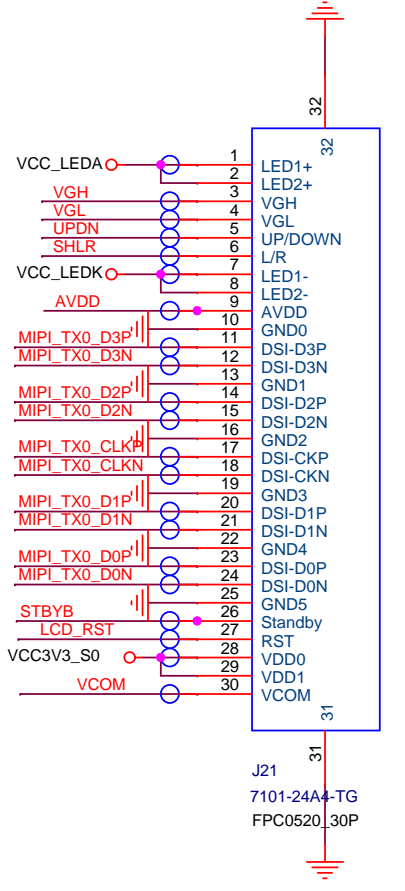 32
32
VCC_LEDA 1 LED1+
2 LED2+
VGH 3 VGH
VGL 4 VGL
UPDN 5 UP/DOWN
SHLR 6 L/R
VCC_LEDK 7 LED1-
8 LED2-
AVDD 9 AVDD
10 GND0
MIPI_TX0_D3P 11 DSI-D3P
MIPI_TX0_D3N 12 DSI-D3N
13 GND1
MIPI_TX0_D2P 14 DSI-D2P
MIPI_TX0_D2N 15 DSI-D2N
16 GND2
MIPI_TX0_CLKP 17 DSI-CKP
MIPI_TX0_CLKN 18 DSI-CKN
19 GND3
MIPI_TX0_D1P 20 DSI-D1P
MIPI_TX0_D1N 21 DSI-D1N
22 GND4
MIPI_TX0_D0P 23 DSI-D0P
MIPI_TX0_D0N 24 DSI-D0N
25 GND5
STBYB 26 Standby
LCD_RST 27 RST
VCC3V3_S0 28 VDD0
29 VDD1
VCOM 30 VCOM
31
31
J21
7101-24A4-TG
FPC0520_30P